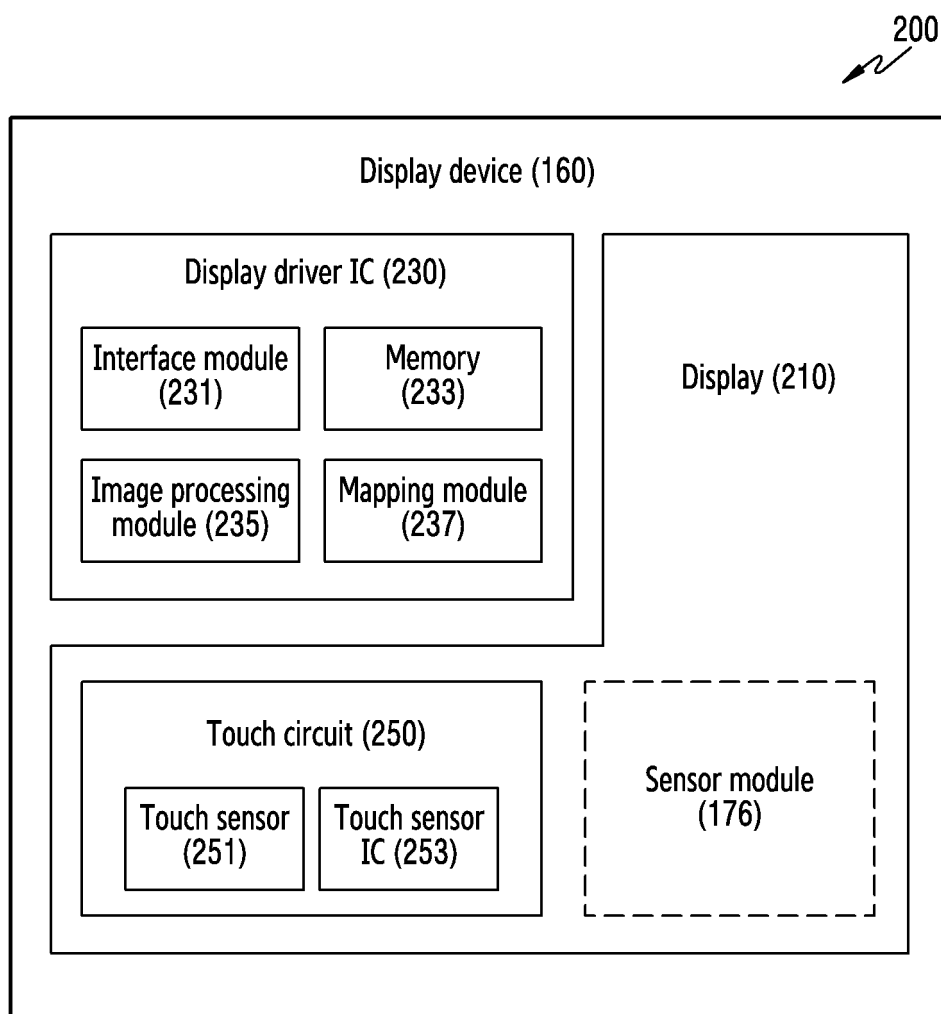 200
Display device (160)
Display driver IC (230)
Interface module
(231)
Memory
(233)
Image processing
module (235)
Mapping module
(237)
Display (210)
Touch circuit (250)
Touch sensor
(251)
Touch sensor
IC (253)
Sensor module
(176)